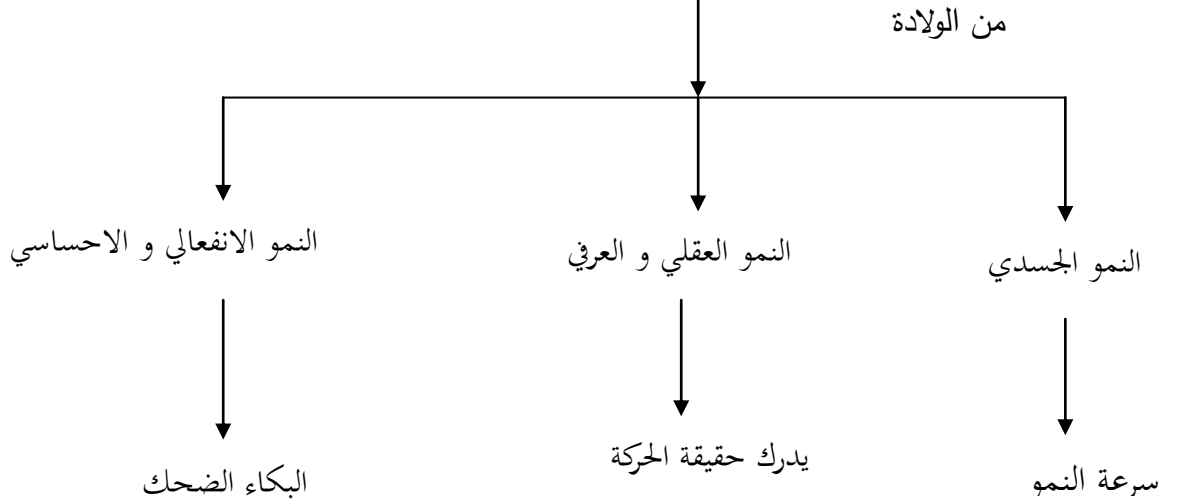 من الولادة
النمو الجسدي
النمو العقلي و العرفي
النمو الانفعالي و الاحساسي
سرعة النمو
يدرك حقيقة الحركة
البكاء الضحك